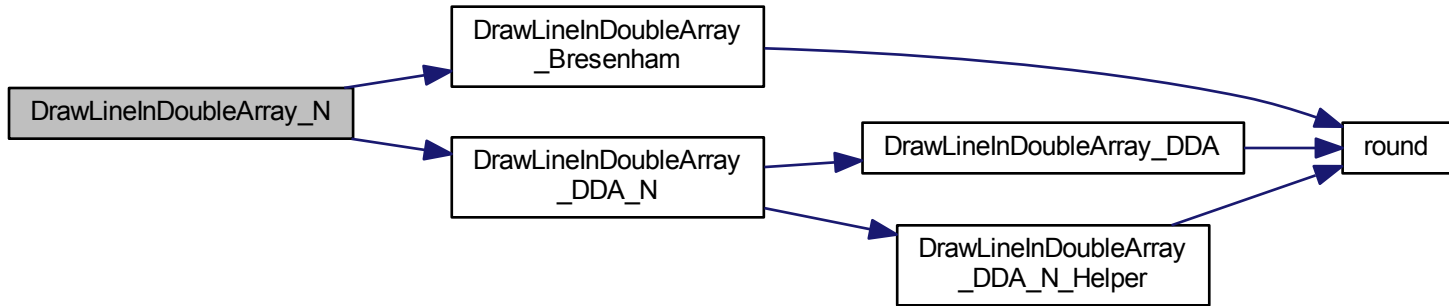 DrawLineInDoubleArray_N
DrawLineInDoubleArray
_Bresenham
DrawLineInDoubleArray
_DDA_N
DrawLineInDoubleArray_DDA
DrawLineInDoubleArray
_DDA_N_Helper
round